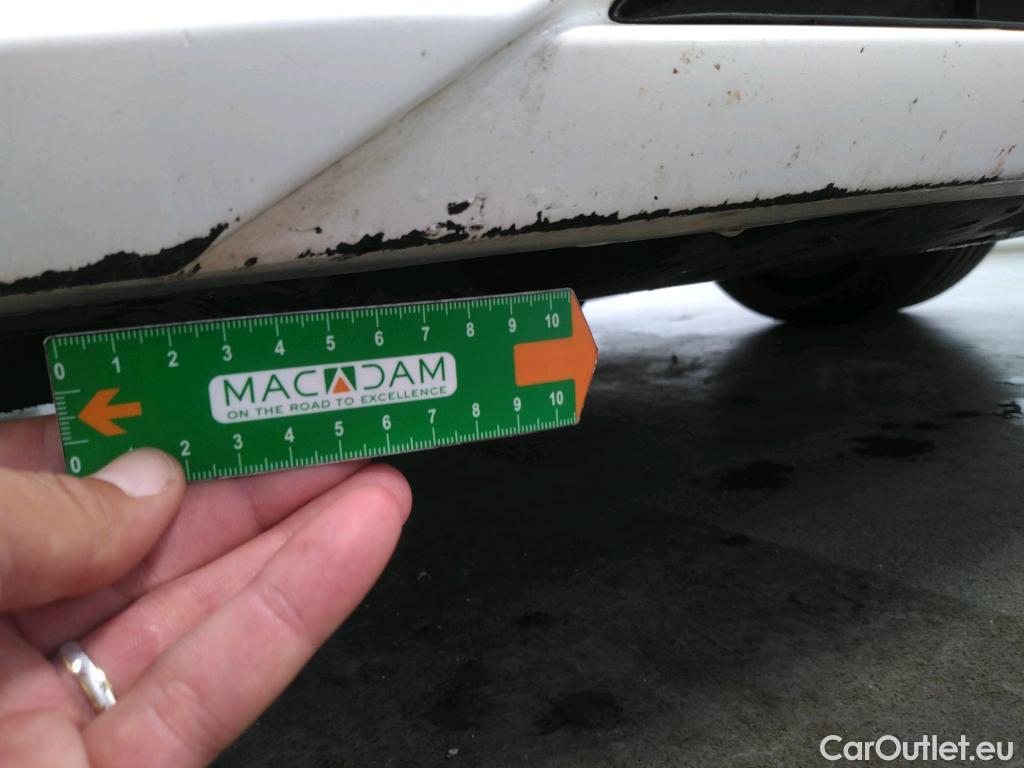 0 1 2 3 4 5 6 7 8 9 10
MACADAM
ON THE ROAD TO EXCELLENCE
0 1 2 3 4 5 6 7 8 9 10
CarOutlet.eu